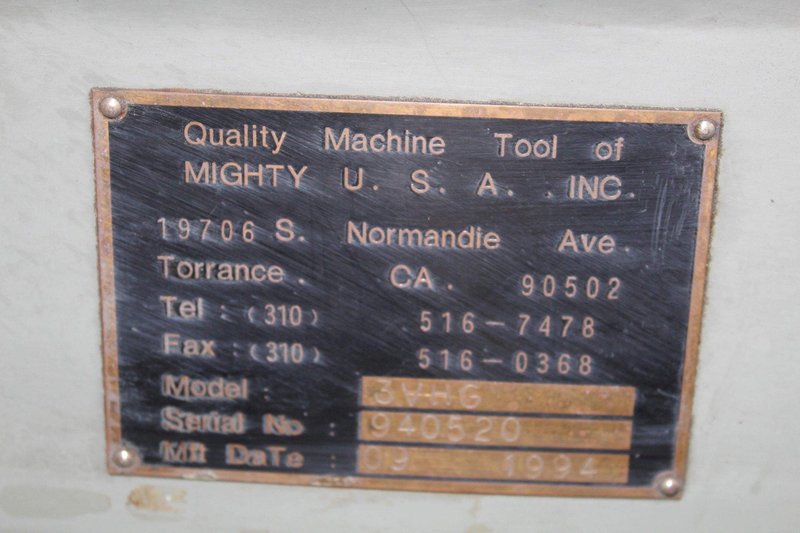 Quality Machine Tool of
MIGHTY U. S. A. . INC.
19706 S. Normandie Ave.
Torrance. CA. 90502
Tel : (310) 516-7478
Fax : (310) 516-0368
Model : 3VHG
Serial No : 940520
Mft DaTe : 09 1994